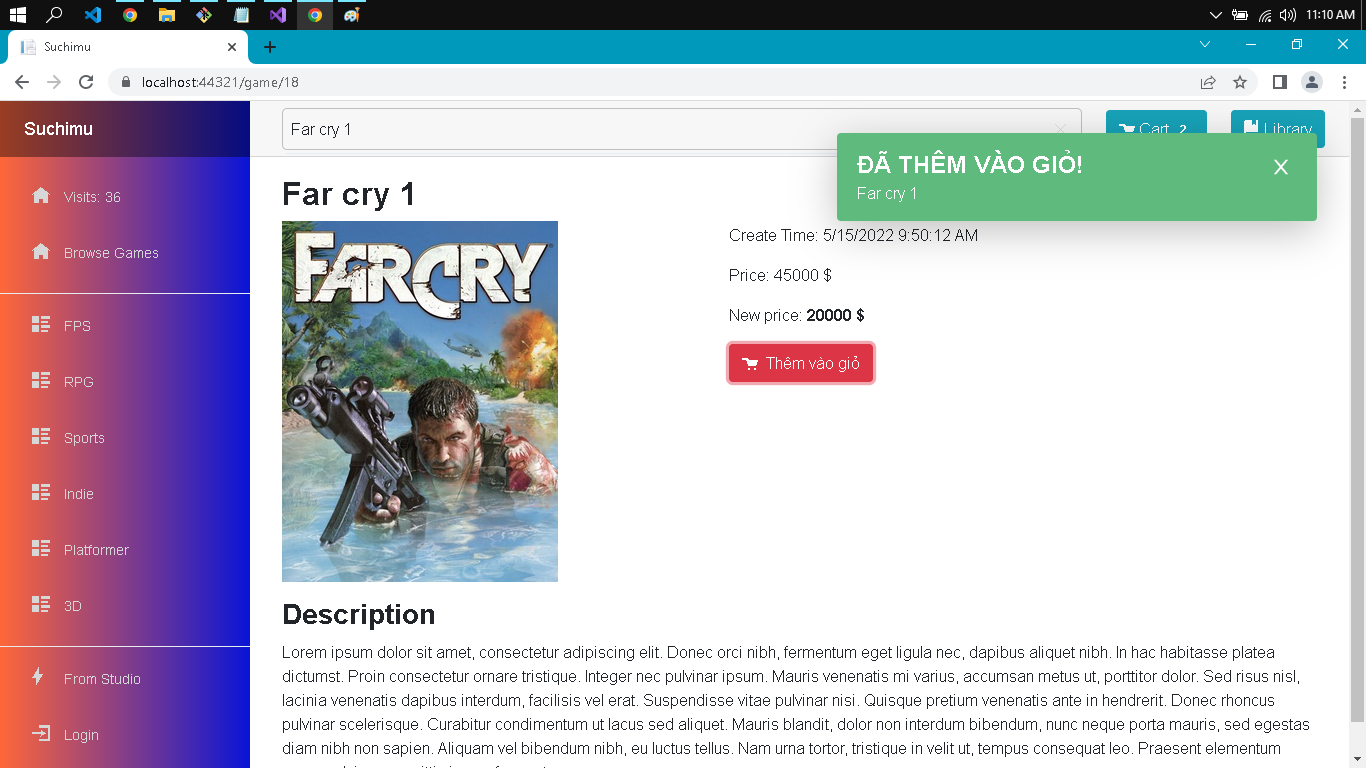 11:10 AM
Suchimu
localhost:44321/game/18
Suchimu
Far cry 1
Cart 2
Library
ĐÃ THÊM VÀO GIỎ!
Far cry 1
Visits: 36
Browse Games
FPS
RPG
Sports
Indie
Platformer
3D
From Studio
Login
Far cry 1
FARCRY
Create Time: 5/15/2022 9:50:12 AM
Price: 45000 $
New price: 20000 $
Thêm vào giỏ
Description
Lorem ipsum dolor sit amet, consectetur adipiscing elit. Donec orci nibh, fermentum eget ligula nec, dapibus aliquet nibh. In hac habitasse platea
dictumst. Proin consectetur ornare tristique. Integer nec pulvinar ipsum. Mauris venenatis mi varius, accumsan metus ut, porttitor dolor. Sed risus nisl,
lacinia venenatis dapibus interdum, facilisis vel erat. Suspendisse vitae pulvinar nisi. Quisque pretium venenatis ante in hendrerit. Donec rhoncus
pulvinar scelerisque. Curabitur condimentum ut lacus sed aliquet. Mauris blandit, dolor non interdum bibendum, nunc neque porta mauris, sed egestas
diam nibh non sapien. Aliquam vel bibendum nibh, eu luctus tellus. Nam urna tortor, tristique in velit ut, tempus consequat leo. Praesent elementum